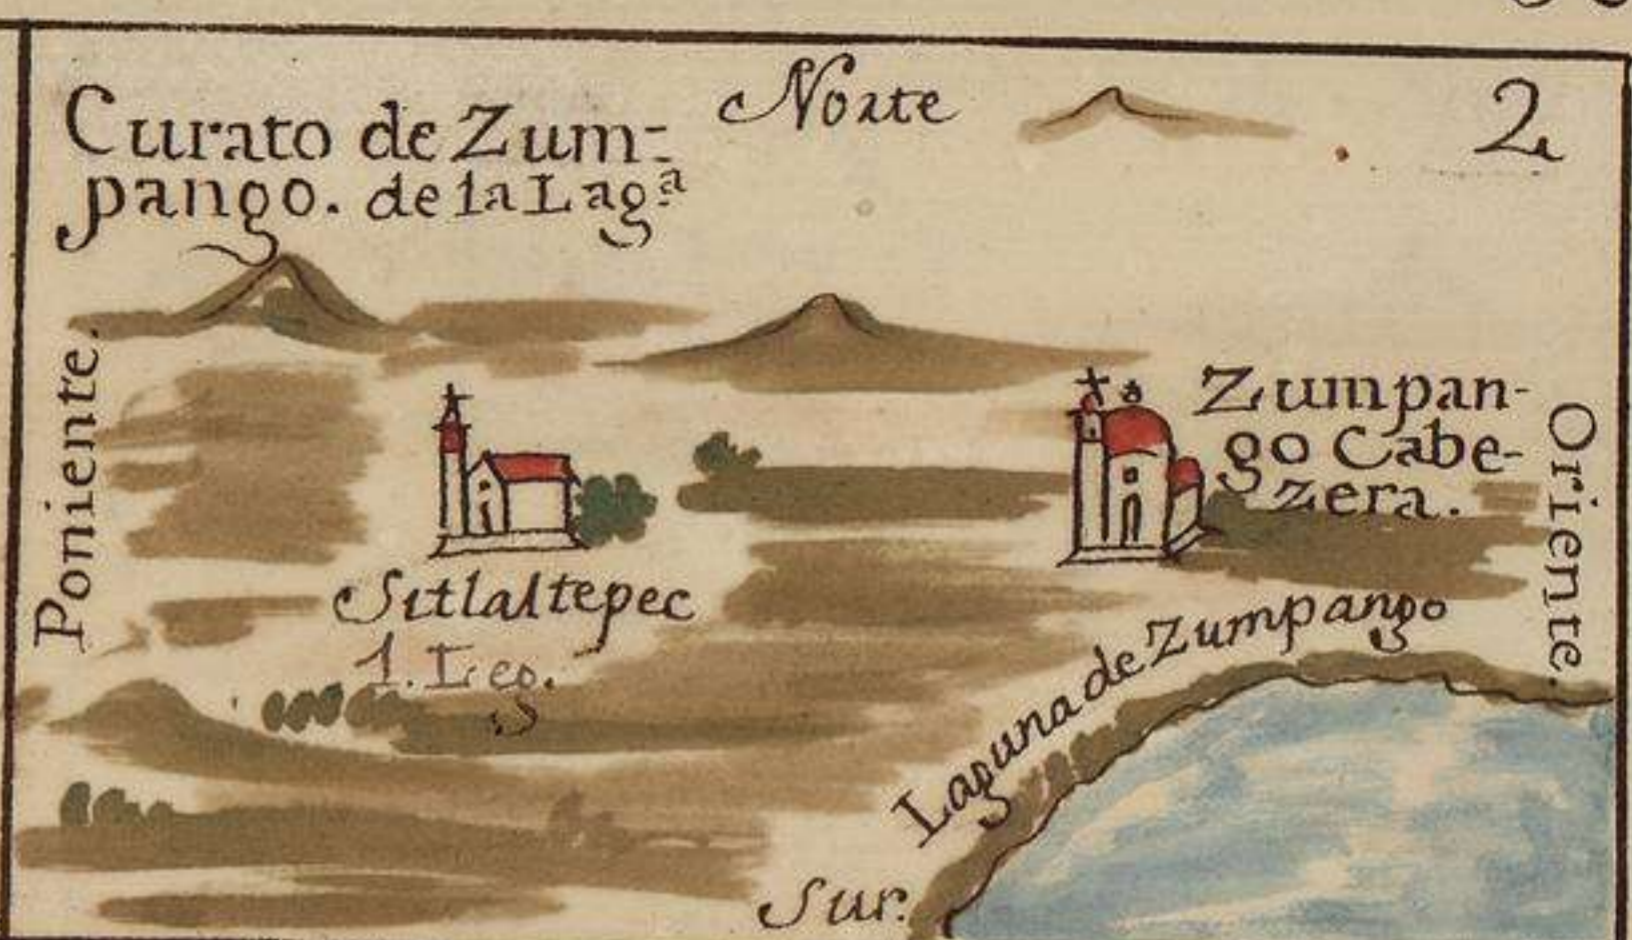 Curato de Zum-
pango. de la Lag.ª
Norte
2
Poniente.
Zumpan-
go Cabe-
zera.
Oriente.
Sitlaltepec
1. Leg.
Laguna de Zumpango
Sur.